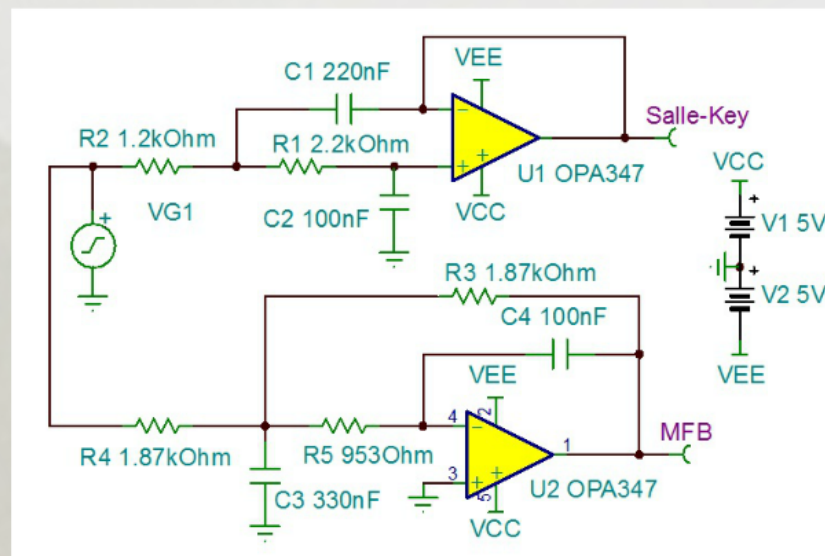 VEE
C1 220nF
Salle-Key
R2 1.2kOhm
R1 2.2kOhm
−
+
+
U1 OPA347
VCC
VCC
+
V1 5V
+
VG1
C2 100nF
+
R3 1.87kOhm
V2 5V
C4 100nF
VEE
VEE
MFB
4
2
−
1
R4 1.87kOhm
R5 953Ohm
3
+
+
5
U2 OPA347
C3 330nF
VCC